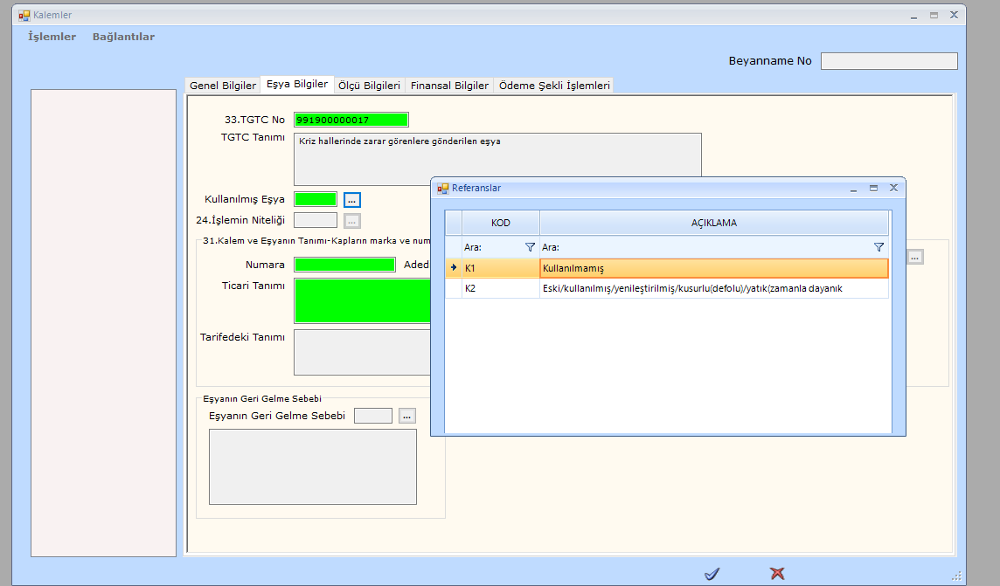 Kalemler
İşlemler Bağlantılar
Beyanname No
Genel Bilgiler Eşya Bilgiler Ölçü Bilgileri Finansal Bilgiler Ödeme Şekli İşlemleri
33.TGTC No 991900000017
TGTC Tanımı Kriz hallerinde zarar görenlere gönderilen eşya
Kullanılmış Eşya ...
24.İşlemin Niteliği ...
31.Kalem ve Eşyanın Tanımı-Kapların marka ve num
Numara Aded
...
Ticari Tanımı
Tarifedeki Tanımı
Eşyanın Geri Gelme Sebebi
Eşyanın Geri Gelme Sebebi ...
Referanslar
KOD AÇIKLAMA
Ara: Ara:
K1 Kullanılmamış
K2 Eski/kullanılmış/yenileştirilmiş/kusurlu(defolu)/yatık(zamanla dayanık